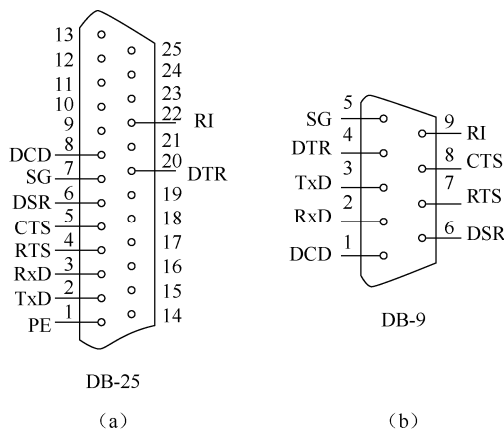 13
12
11
10
9
DCD 8
SG 7
DSR 6
CTS 5
RTS 4
RxD 3
TxD 2
PE 1
25
24
23
22 RI
21
20 DTR
19
18
17
16
15
14
DB-25
(a)
SG 5
DTR 4
TxD 3
RxD 2
DCD 1
9 RI
8 CTS
7 RTS
6 DSR
DB-9
(b)